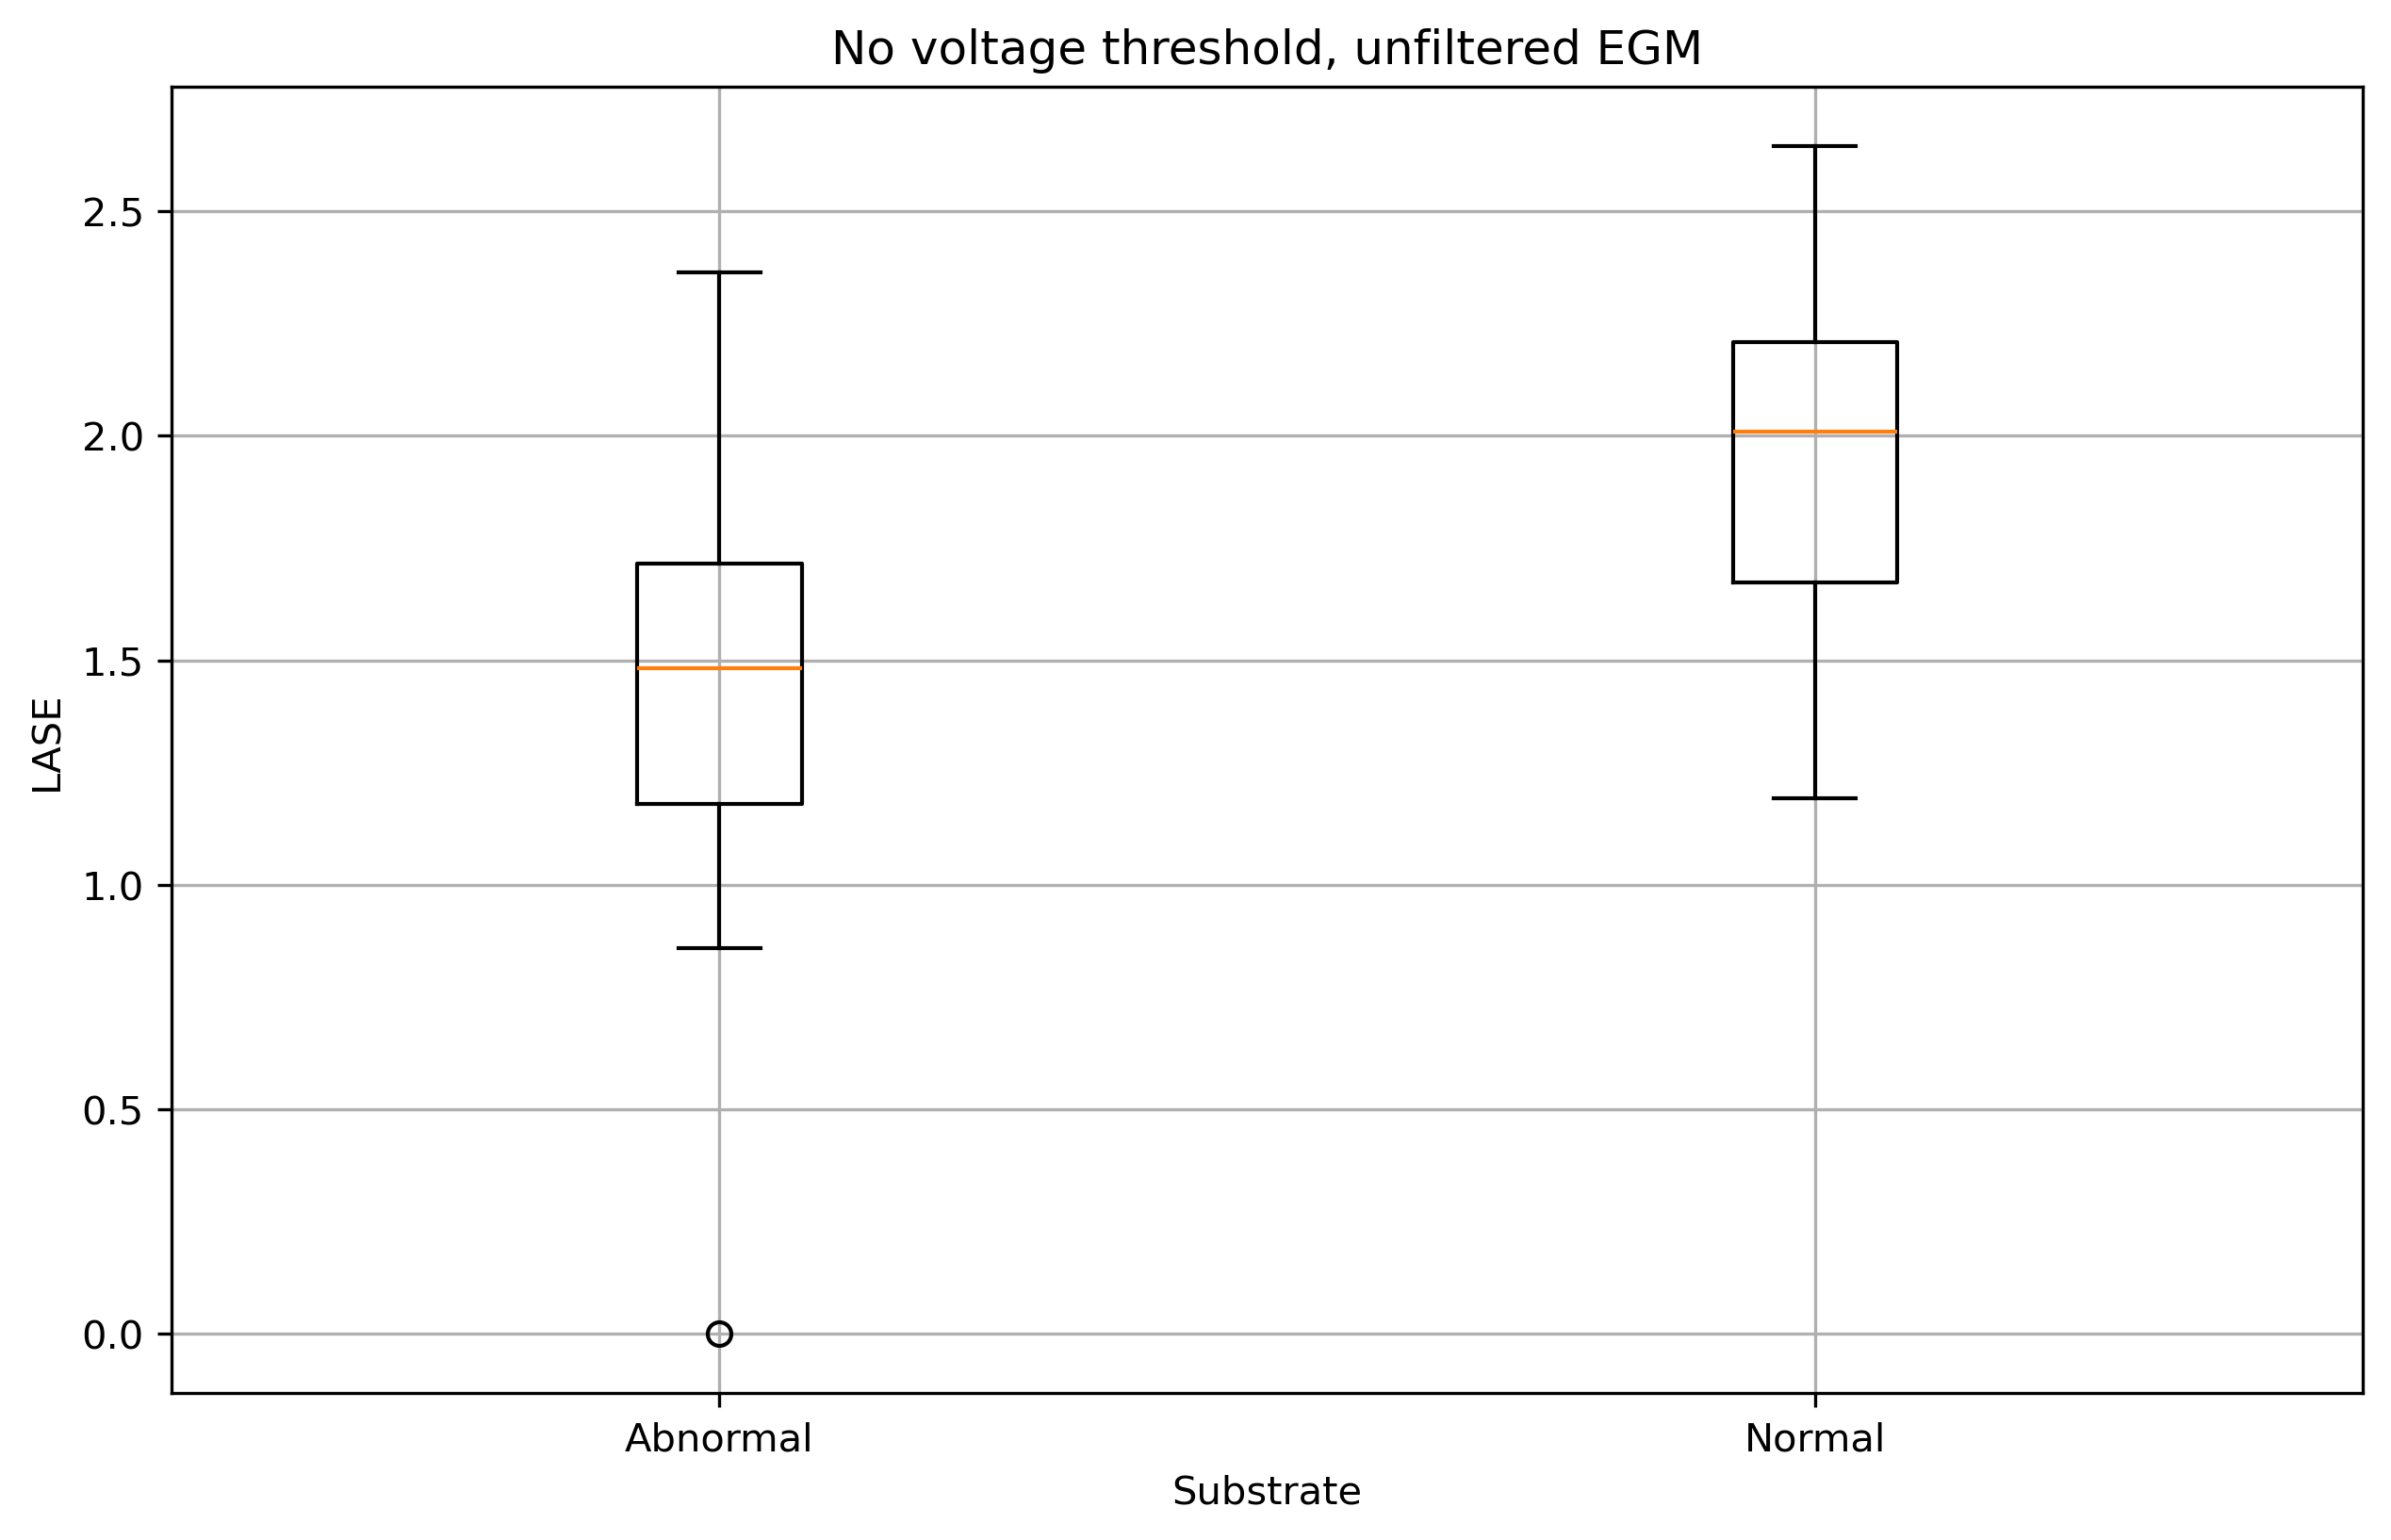 No voltage threshold, unfiltered EGM
2.5
2.0
1.5
1.0
0.5
0.0
LASE
Abnormal
Normal
Substrate